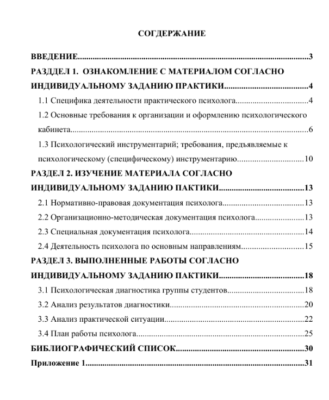 СОГДЕРЖАНИЕ
ВВЕДЕНИЕ...3
РАЗДДЕЛ 1. ОЗНАКОМЛЕНИЕ С МАТЕРИАЛОМ СОГЛАСНО
ИНДИВИДУАЛЬНОМУ ЗАДАНИЮ ПРАКТИКИ...4
1.1 Специфика деятельности практического психолога...4
1.2 Основные требования к организации и оформлению психологического
кабинета...6
1.3 Психологический инструментарий; требования, предъявляемые к
психологическому (специфическому) инструментарию...10
РАЗДЕЛ 2. ИЗУЧЕНИЕ МАТЕРИАЛА СОГЛАСНО
ИНДИВИДУАЛЬНОМУ ЗАДАНИЮ ПАКТИКИ...13
2.1 Нормативно-правовая документация психолога...13
2.2 Организационно-методическая документация психолога...13
2.3 Специальная документация психолога...14
2.4 Деятельность психолога по основным направлениям...15
РАЗДЕЛ 3. ВЫПОЛНЕННЫЕ РАБОТЫ СОГЛАСНО
ИНДИВИДУАЛЬНОМУ ЗАДАНИЮ ПАКТИКИ...18
3.1 Психологическая диагностика группы студентов...18
3.2 Анализ результатов диагностики...20
3.3 Анализ практической ситуации...22
3.4 План работы психолога...25
БИБЛИОГРАФИЧЕСКИЙ СПИСОК...30
Приложение 1...31